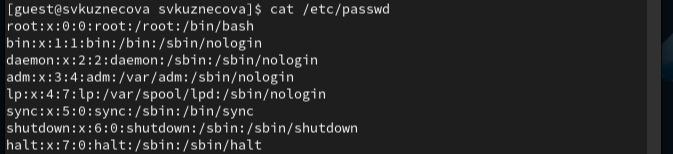 [guest@svkuznecova svkuznecova]$ cat /etc/passwd
root:x:0:0:root:/root:/bin/bash
bin:x:1:1:bin:/bin:/sbin/nologin
daemon:x:2:2:daemon:/sbin:/sbin/nologin
adm:x:3:4:adm:/var/adm:/sbin/nologin
lp:x:4:7:lp:/var/spool/lpd:/sbin/nologin
sync:x:5:0:sync:/sbin:/bin/sync
shutdown:x:6:0:shutdown:/sbin:/sbin/shutdown
halt:x:7:0:halt:/sbin:/sbin/halt